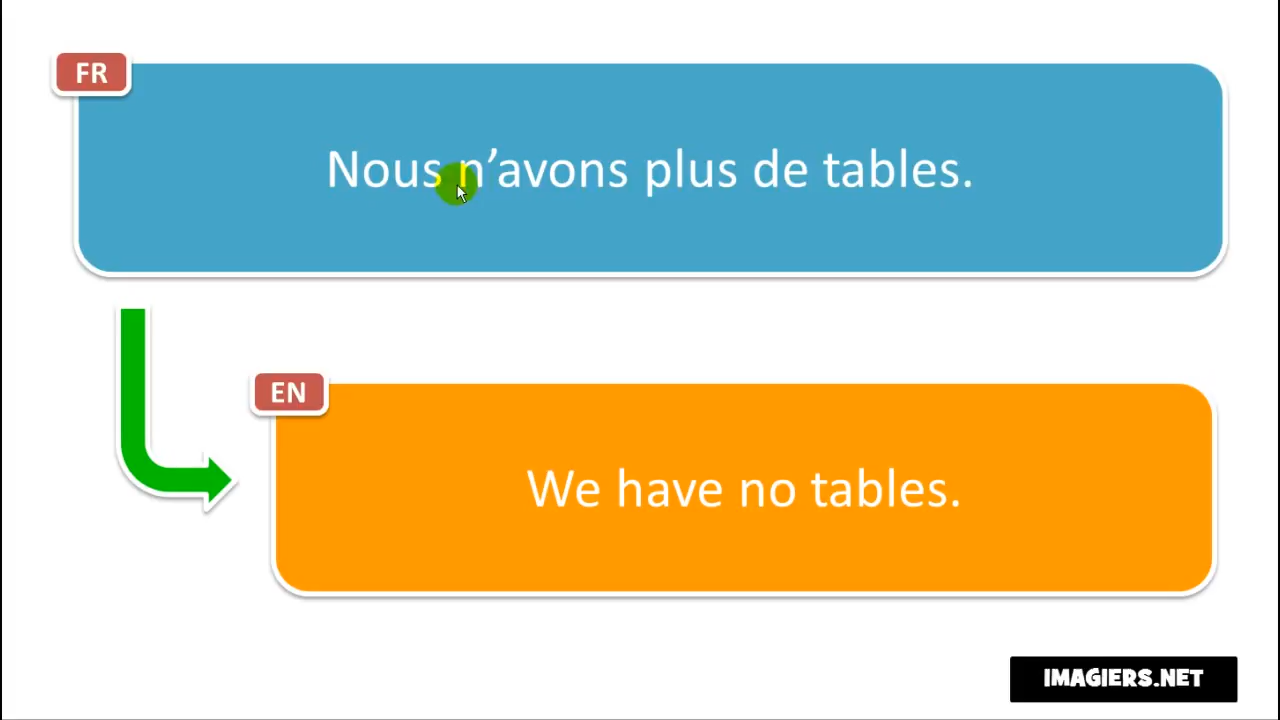 FR
Nous n’avons plus de tables.
EN
We have no tables.
IMAGIERS.NET